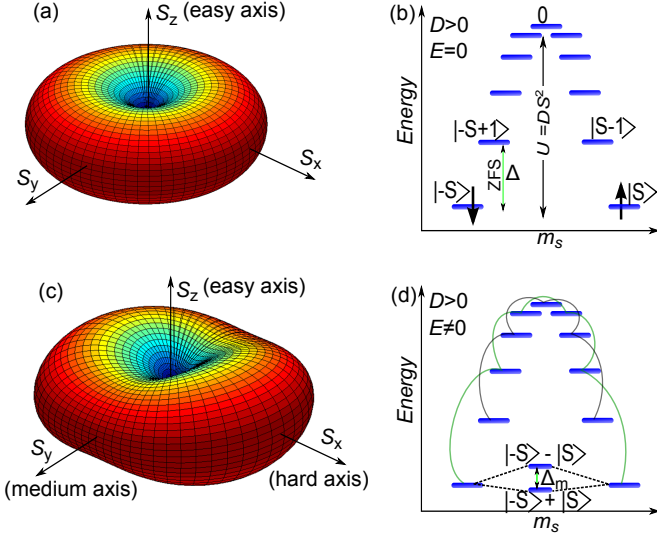 (a)
S_z (easy axis)
S_y
S_x
(b)
D>0
E=0
0
Energy
|-S+1>
|S-1>
U =DS²
ZFS
Δ
|-S>
|S>
m_s
(c)
S_z (easy axis)
S_y
(medium axis)
S_x
(hard axis)
(d)
D>0
E≠0
Energy
|-S> - |S>
Δ_m
|-S> + |S>
m_s